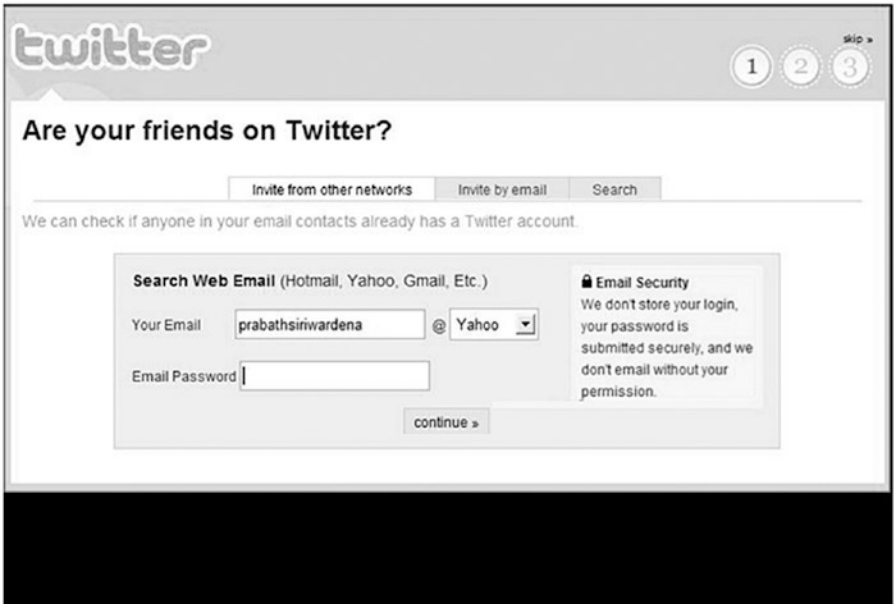 twitter
skip »
1 2 3
Are your friends on Twitter?
Invite from other networks Invite by email Search
We can check if anyone in your email contacts already has a Twitter account.
Search Web Email (Hotmail, Yahoo, Gmail, Etc.)
Your Email prabathsiriwardena @ Yahoo
Email Password
continue »
Email Security
We don't store your login,
your password is
submitted securely, and we
don't email without your
permission.